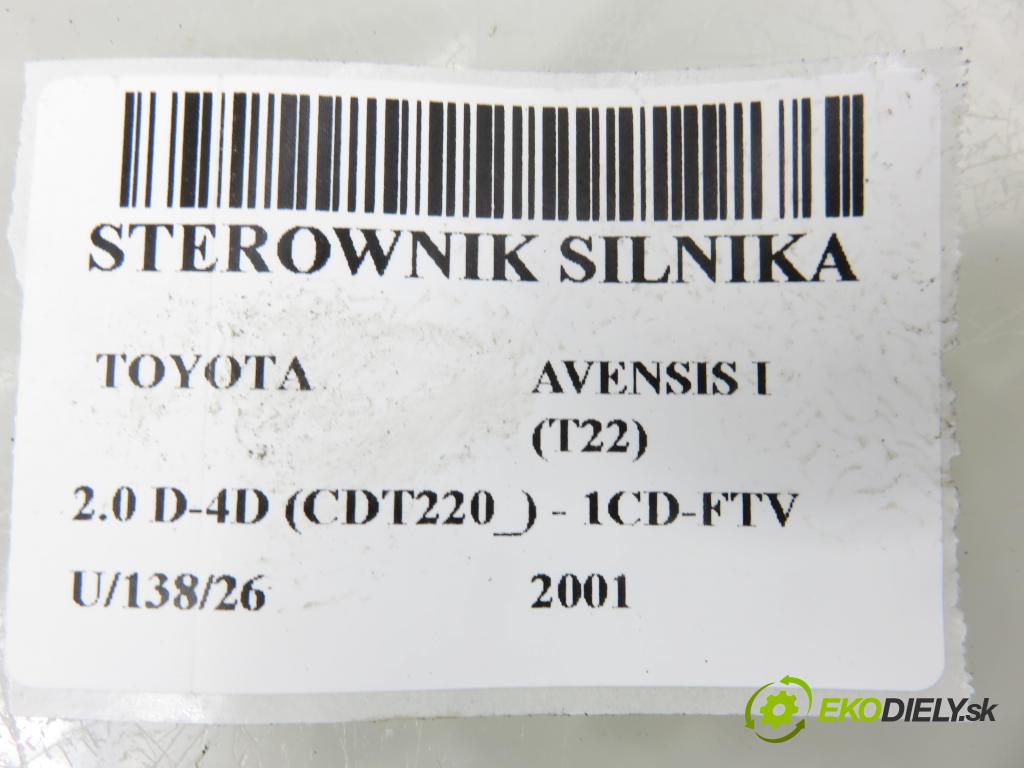 STEROWNIK SILNIKA
TOYOTA AVENSIS I
(T22)
2.0 D-4D (CDT220_) - 1CD-FTV
U/138/26 2001
EKODIELY.sk